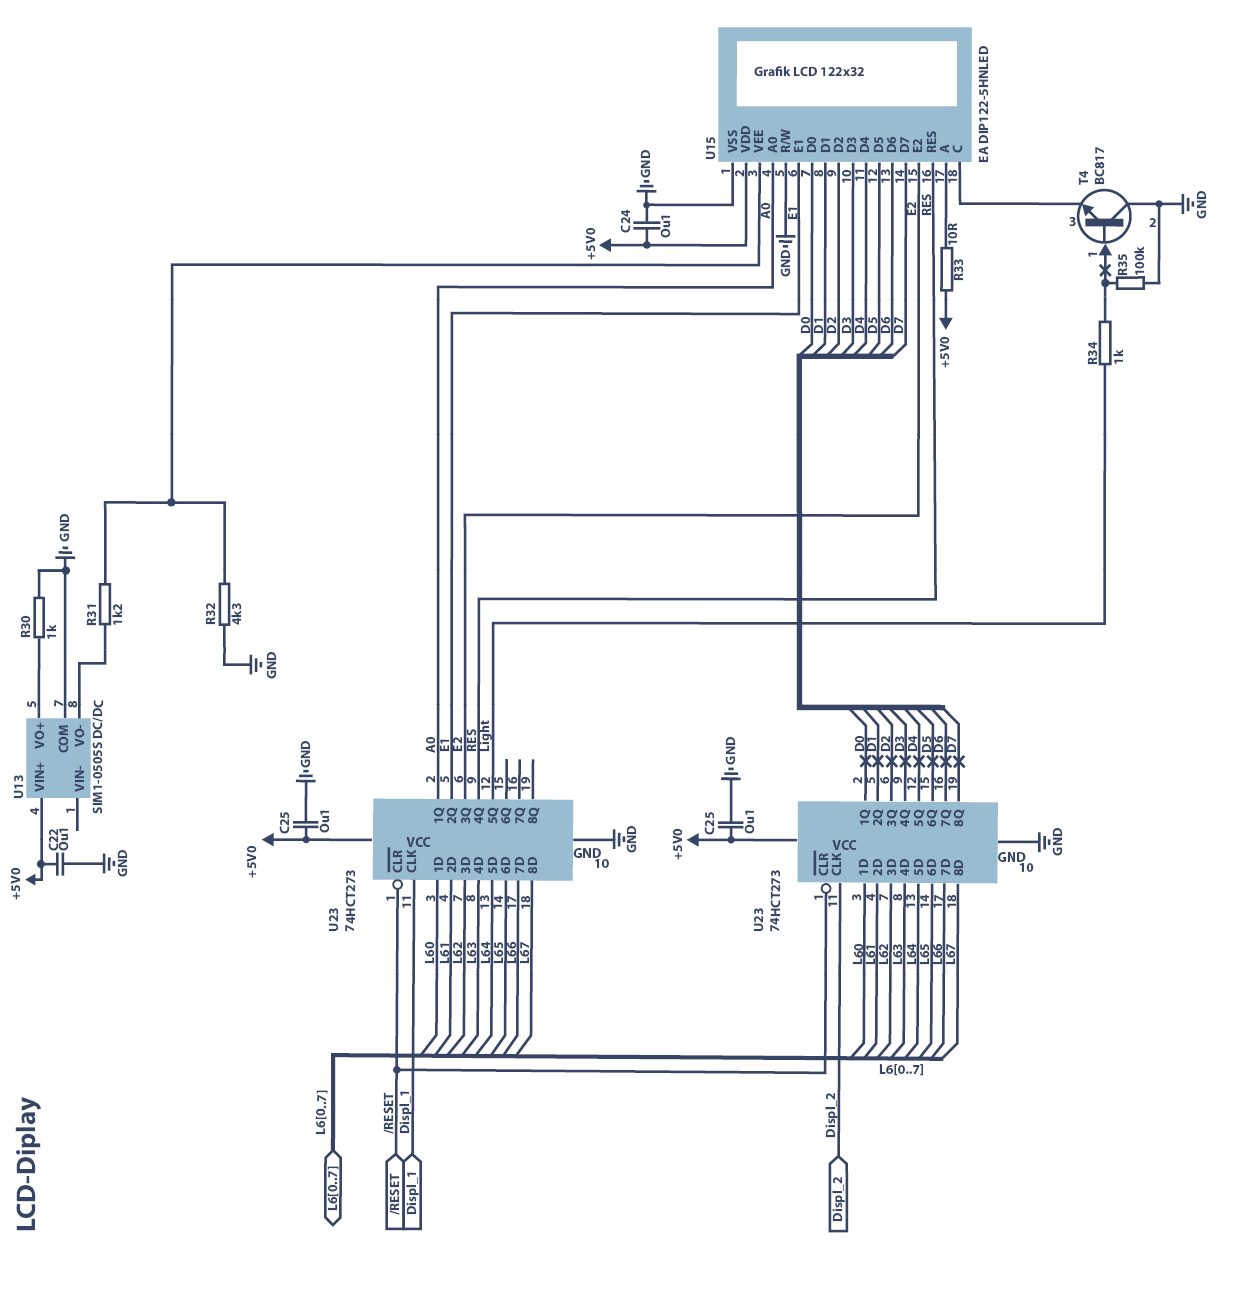 LCD-Diplay
Grafik LCD 122x32
EA DIP122-5HNLED
U15
VSS
VDD
VEE
A0
R/W
E1
D0
D1
D2
D3
D4
D5
D6
D7
E2
RES
A
C
1
2
3
4
5
6
7
8
9
10
11
12
13
14
15
16
17
18
GND
C24
0u1
+5V0
A0
GND
E1
D0
D1
D2
D3
D4
D5
D6
D7
E2
RES
10R
R33
+5V0
T4
BC817
3
2
1
GND
R35
100k
R34
1k
GND
R30
1k
R31
1k2
R32
4k3
GND
5
7
8
VO+
COM
VO-
VIN+
VIN-
U13
SIM1-0505S DC/DC
4
1
C22
0u1
+5V0
GND
A0
E1
E2
RES
Light
2
5
6
9
12
15
16
19
1Q
2Q
3Q
4Q
5Q
6Q
7Q
8Q
GND
C25
0u1
+5V0
VCC
CLR
CLK
1D
2D
3D
4D
5D
6D
7D
8D
GND
10
GND
U23
74HCT273
1
11
3
4
7
8
13
14
17
18
L60
L61
L62
L63
L64
L65
L66
L67
D0
D1
D2
D3
D4
D5
D6
D7
2
5
6
9
12
15
16
19
1Q
2Q
3Q
4Q
5Q
6Q
7Q
8Q
GND
C25
0u1
+5V0
VCC
CLR
CLK
1D
2D
3D
4D
5D
6D
7D
8D
GND
10
GND
U23
74HCT273
1
11
3
4
7
8
13
14
17
18
L60
L61
L62
L63
L64
L65
L66
L67
L6[0..7]
L6[0..7]
/RESET
Displ_1
Displ_2
L6[0..7]
/RESET
Displ_1
Displ_2